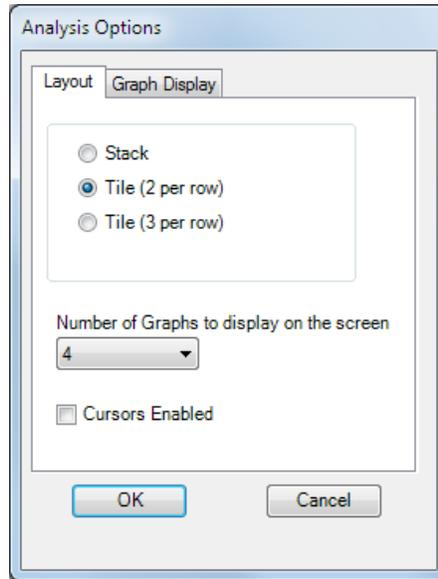 Analysis Options
Layout Graph Display
Stack
Tile (2 per row)
Tile (3 per row)
Number of Graphs to display on the screen
4
Cursors Enabled
OK Cancel